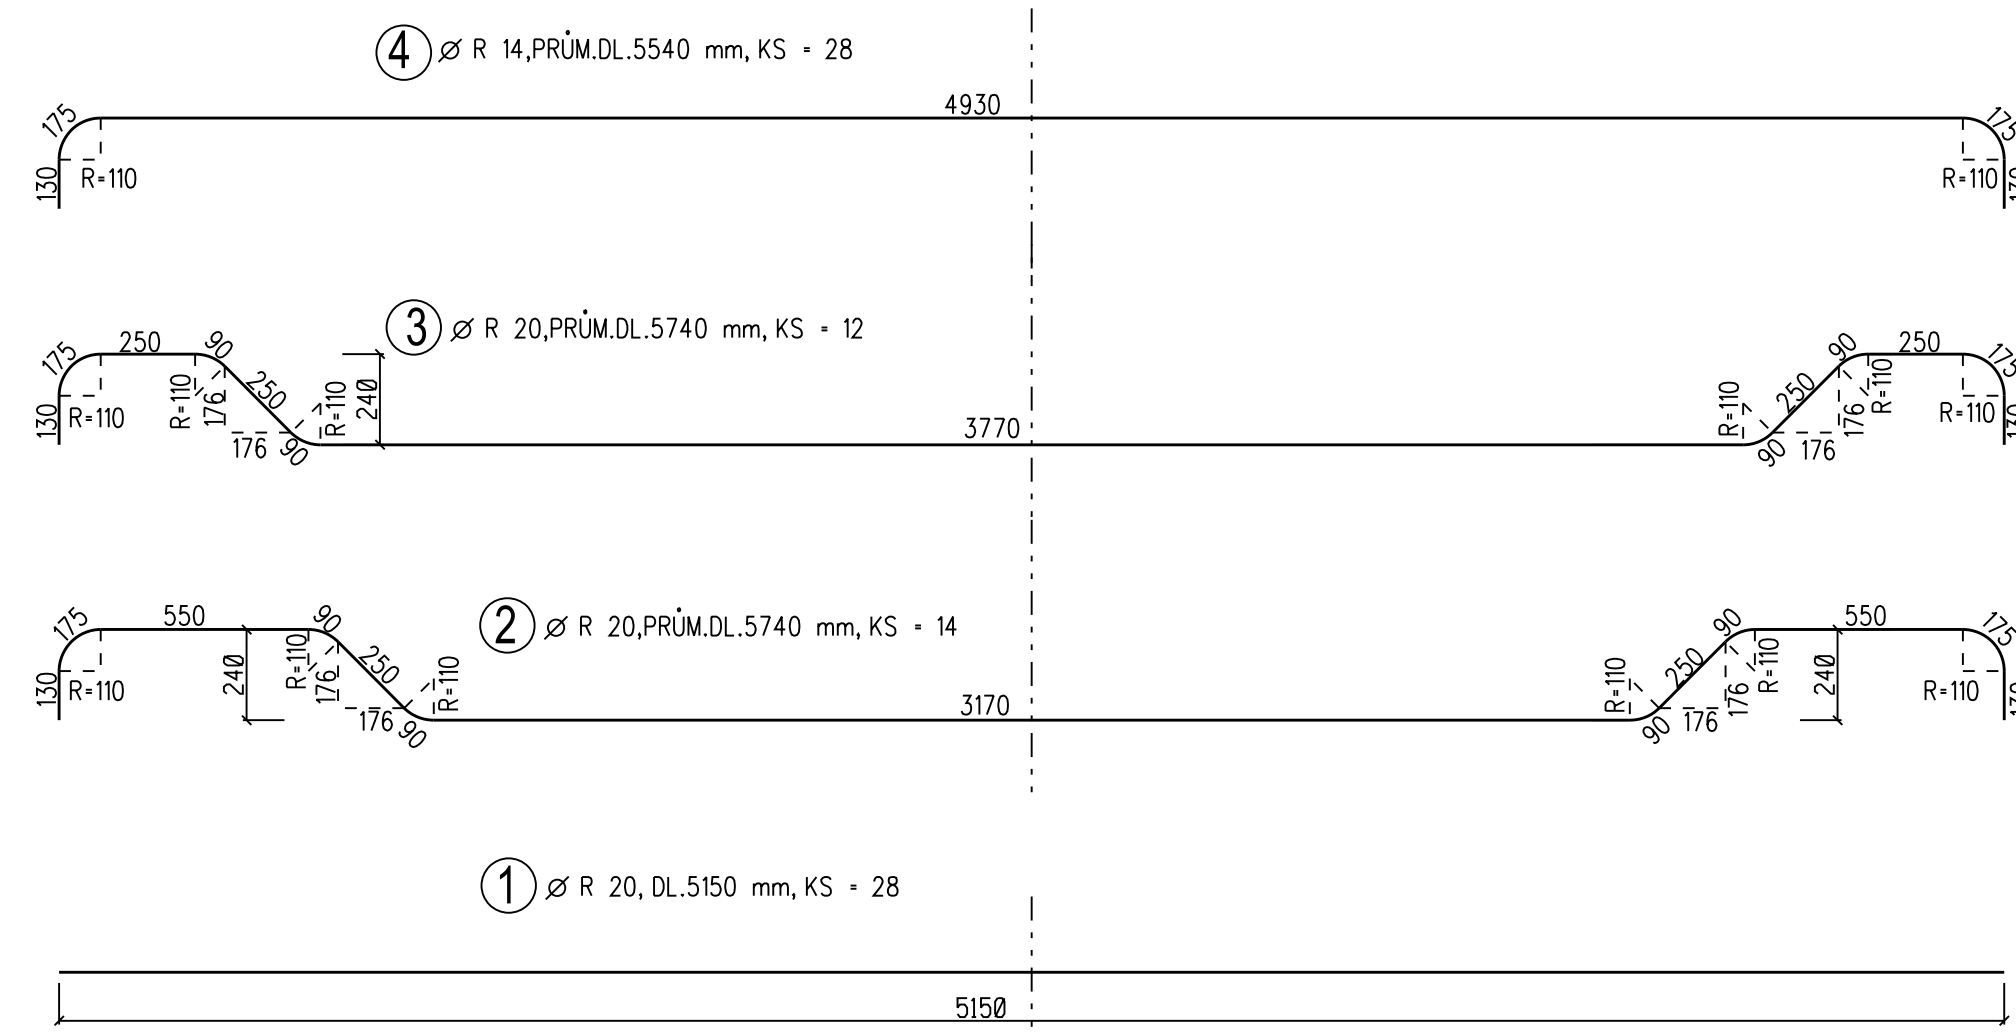 4 Ø R 14,PRŮM.DL.5540 mm, KS = 28
4930
175 175
130 R=110 R=110 130
3 Ø R 20,PRŮM.DL.5740 mm, KS = 12
175 250 90 90 250 175
250 R=110 176 R=110 240 R=110 250 176 R=110
130 R=110 R=110 130
176 90 3770 90 176
2 Ø R 20,PRŮM.DL.5740 mm, KS = 14
175 550 90 90 550 175
240 R=110 176 250 R=110 R=110 250 176 R=110 240
130 R=110 R=110 130
176 90 3170 90 176
1 Ø R 20, DL.5150 mm, KS = 28
5150